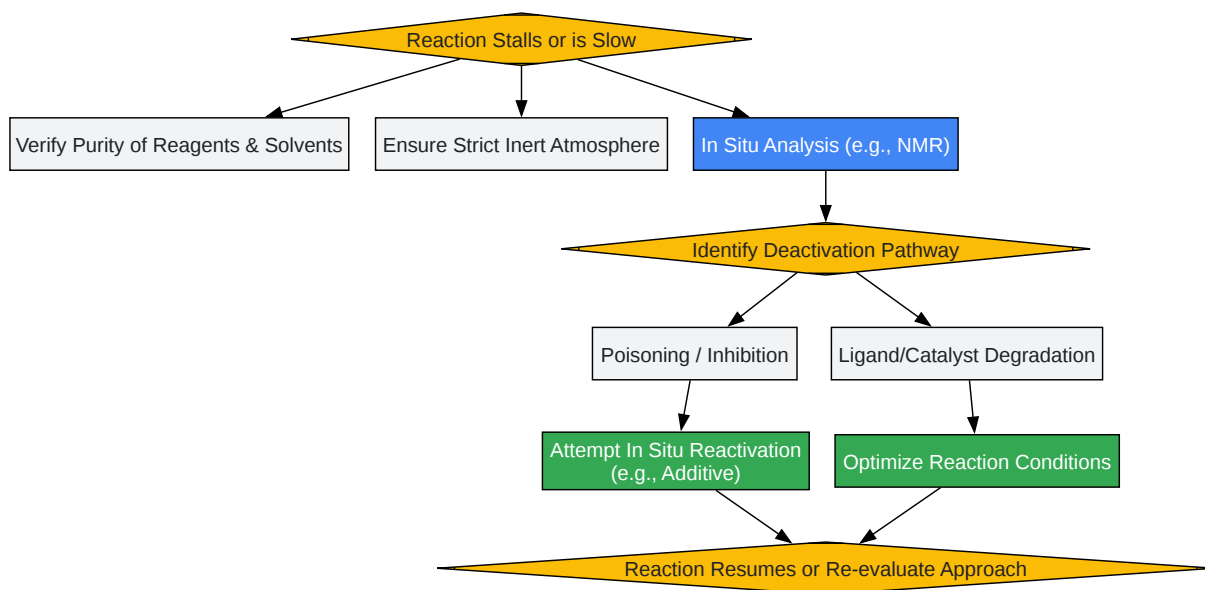 Reaction Stalls or is Slow
Verify Purity of Reagents & Solvents
Ensure Strict Inert Atmosphere
In Situ Analysis (e.g., NMR)
Identify Deactivation Pathway
Poisoning / Inhibition
Ligand/Catalyst Degradation
Attempt In Situ Reactivation
(e.g., Additive)
Optimize Reaction Conditions
Reaction Resumes or Re-evaluate Approach